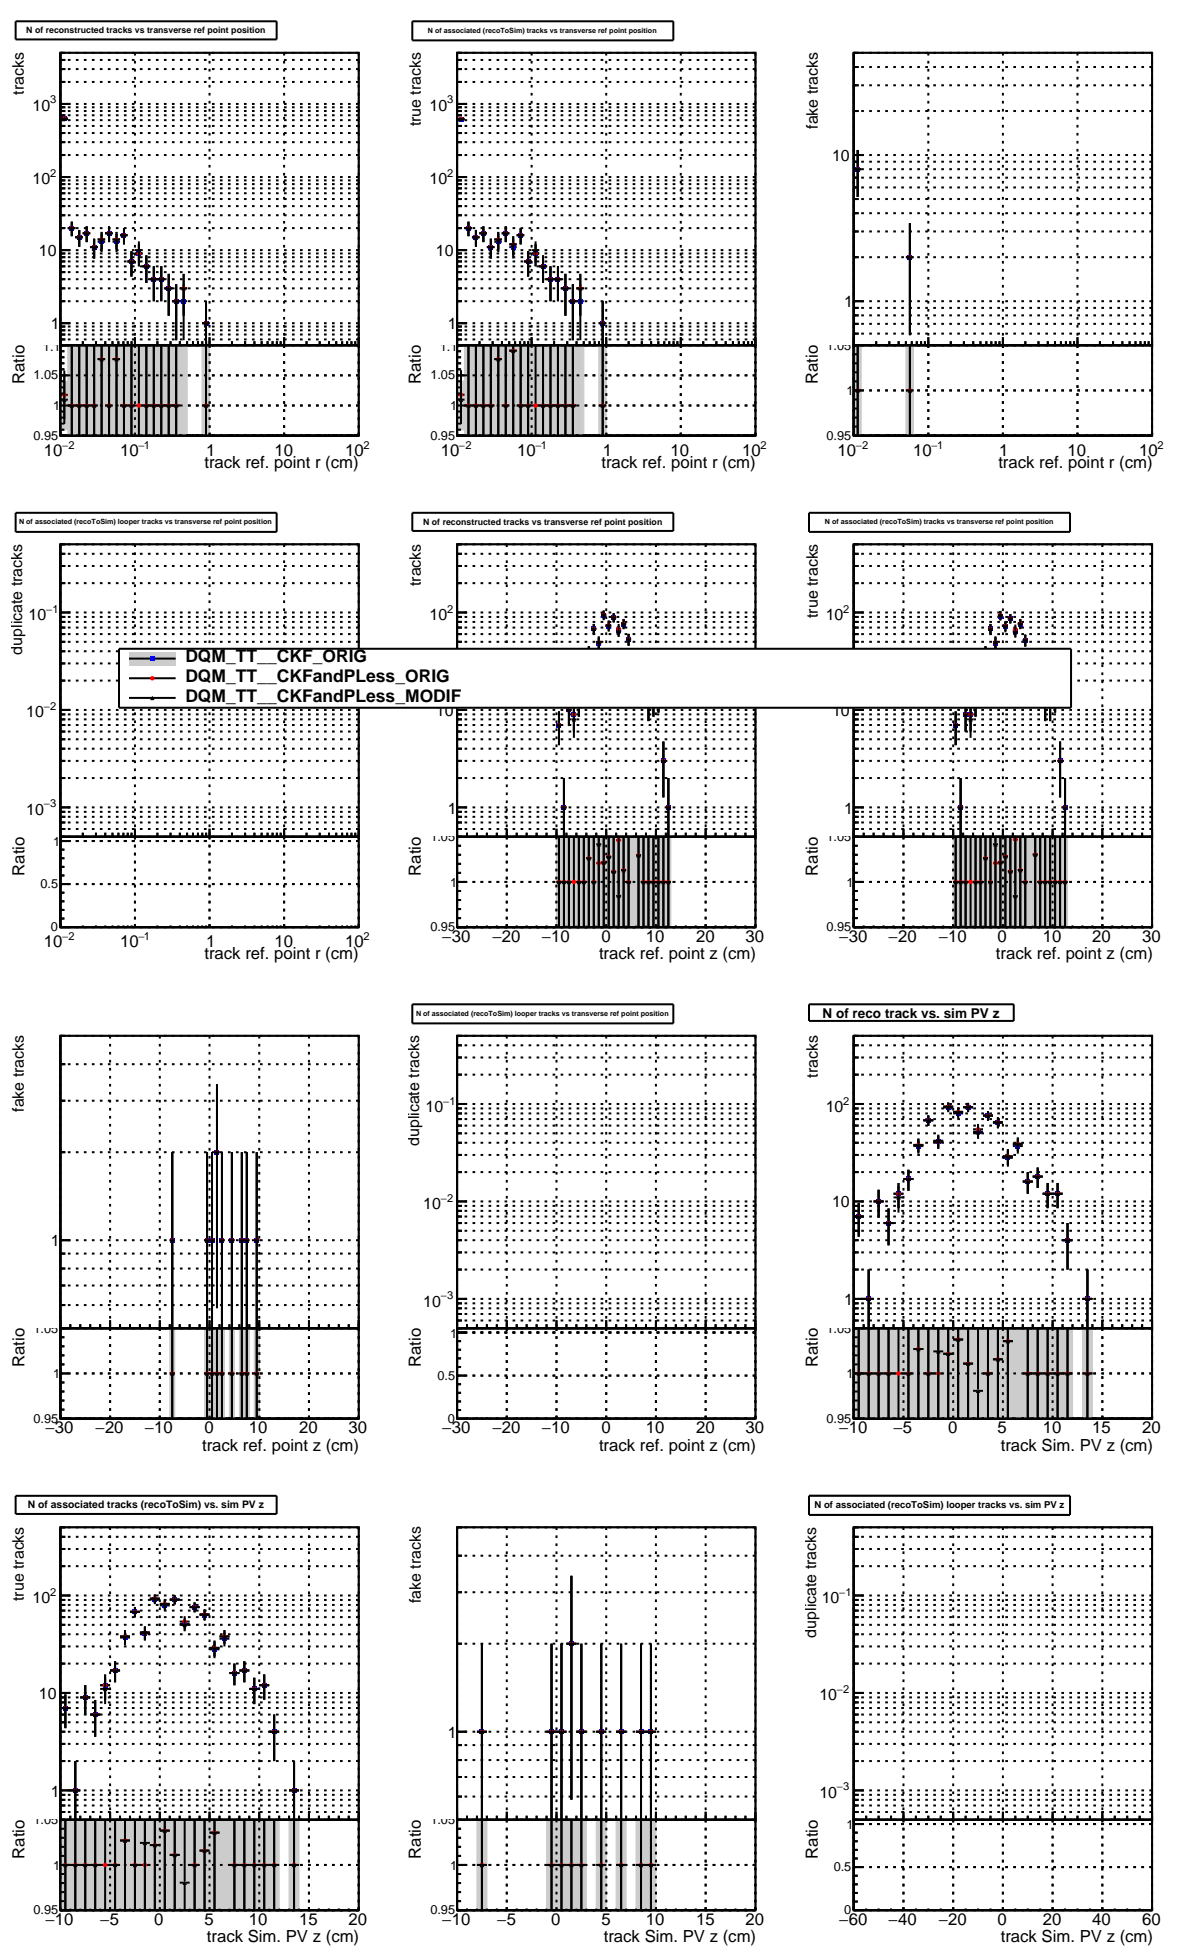 N of reconstructed tracks vs transverse ref point position
tracks
10³
10²
10
1
Ratio
1.1
1.05
1
0.95
10⁻² 10⁻¹ 1 10 10²
track ref. point r (cm)
N of associated (recoToSim) tracks vs transverse ref point position
true tracks
10³
10²
10
1
Ratio
1.1
1.05
1
0.95
10⁻² 10⁻¹ 1 10 10²
track ref. point r (cm)
fake tracks
10
1
Ratio
1.05
1
0.95
10⁻² 10⁻¹ 1 10 10²
track ref. point r (cm)
N of associated (recoToSim) looper tracks vs transverse ref point position
duplicate tracks
10⁻¹
10⁻²
10⁻³
Ratio
1
0.5
0
10⁻² 10⁻¹ 1 10 10²
track ref. point r (cm)
N of reconstructed tracks vs transverse ref point position
tracks
10²
10
1
Ratio
1.05
1
0.95
−30 −20 −10 0 10 20 30
track ref. point z (cm)
N of associated (recoToSim) tracks vs transverse ref point position
true tracks
10²
10
1
Ratio
1.05
1
0.95
−30 −20 −10 0 10 20 30
track ref. point z (cm)
DQM_TT__CKF_ORIG
DQM_TT__CKFandPLess_ORIG
DQM_TT__CKFandPLess_MODIF
fake tracks
1
Ratio
1.05
1
0.95
−30 −20 −10 0 10 20 30
track ref. point z (cm)
N of associated (recoToSim) looper tracks vs transverse ref point position
duplicate tracks
10⁻¹
10⁻²
10⁻³
Ratio
1
0.5
0
−30 −20 −10 0 10 20 30
track ref. point z (cm)
N of reco track vs. sim PV z
tracks
10²
10
1
Ratio
1.05
1
0.95
−10 −5 0 5 10 15 20
track Sim. PV z (cm)
N of associated tracks (recoToSim) vs. sim PV z
true tracks
10²
10
1
Ratio
1.05
1
0.95
−10 −5 0 5 10 15 20
track Sim. PV z (cm)
fake tracks
1
Ratio
1.05
1
0.95
−10 −5 0 5 10 15 20
track Sim. PV z (cm)
N of associated (recoToSim) looper tracks vs. sim PV z
duplicate tracks
10⁻¹
10⁻²
10⁻³
Ratio
1
0.5
0
−60 −40 −20 0 20 40 60
track Sim. PV z (cm)